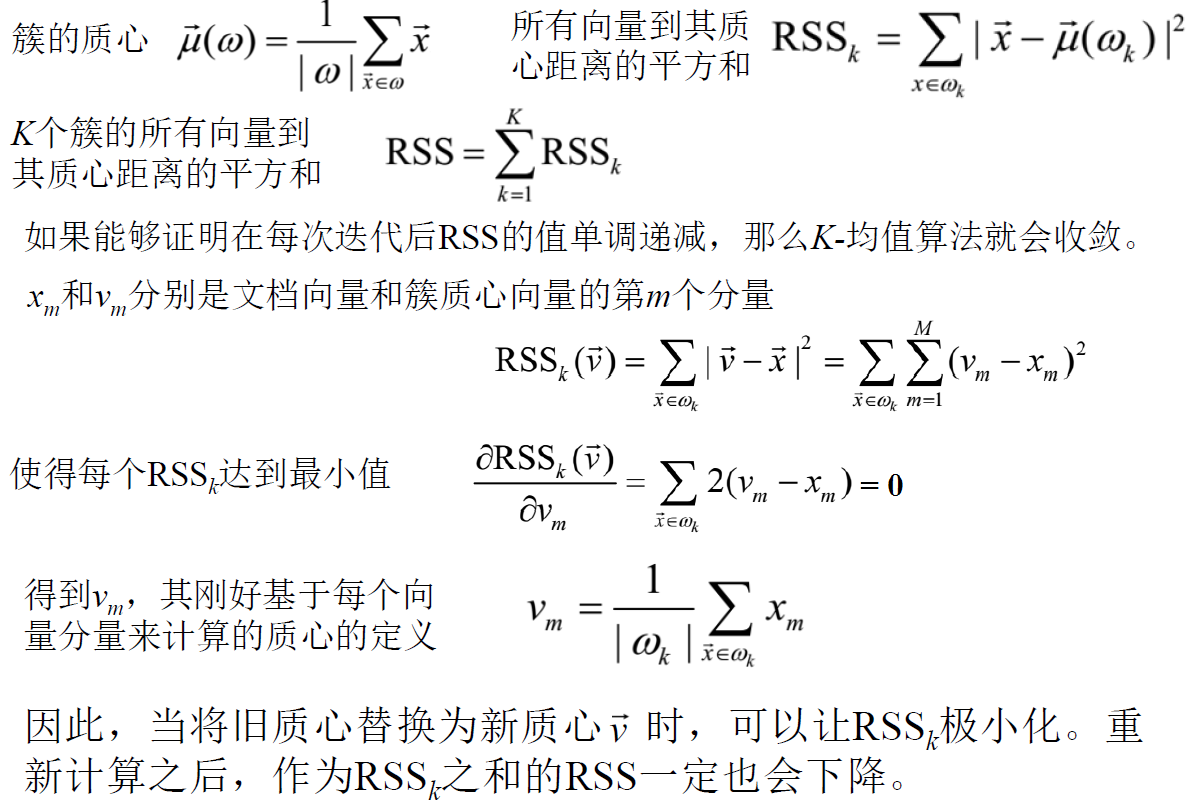 簇的质心 $\vec{\mu}(\omega) = \frac{1}{|\omega|} \sum_{\vec{x} \in \omega} \vec{x}$
所有向量到其质
心距离的平方和 $\mathrm{RSS}_k = \sum_{x \in \omega_k} |\vec{x} - \vec{\mu}(\omega_k)|^2$
K个簇的所有向量到
其质心距离的平方和 $\mathrm{RSS} = \sum_{k=1}^{K} \mathrm{RSS}_k$
如果能够证明在每次迭代后RSS的值单调递减，那么K-均值算法就会收敛。
$x_m$和$v_m$分别是文档向量和簇质心向量的第m个分量
$\mathrm{RSS}_k(\vec{v}) = \sum_{\vec{x} \in \omega_k} |\vec{v} - \vec{x}|^2 = \sum_{\vec{x} \in \omega_k} \sum_{m=1}^{M} (v_m - x_m)^2$
使得每个RSS$_k$达到最小值 $\frac{\partial \mathrm{RSS}_k(\vec{v})}{\partial v_m} = \sum_{\vec{x} \in \omega_k} 2(v_m - x_m) = 0$
得到$v_m$，其刚好基于每个向
量分量来计算的质心的定义 $v_m = \frac{1}{|\omega_k|} \sum_{\vec{x} \in \omega_k} x_m$
因此，当将旧质心替换为新质心 $\vec{v}$ 时，可以让RSS$_k$极小化。重
新计算之后，作为RSS$_k$之和的RSS一定也会下降。